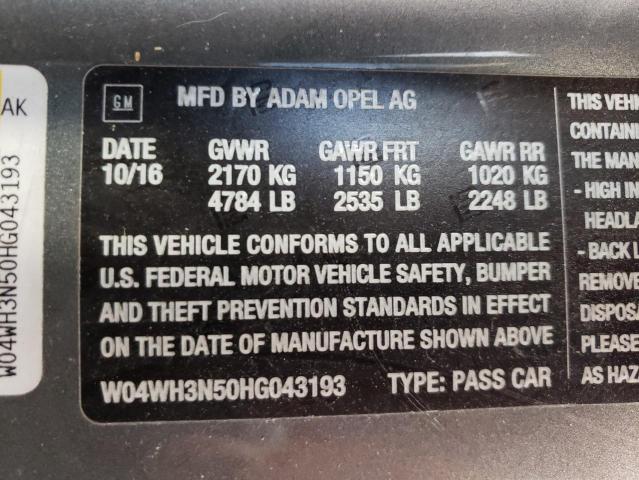 AK
W04WH3N50HG043193
GM
MFD BY ADAM OPEL AG
DATE GVWR GAWR FRT GAWR RR
10/16 2170 KG 1150 KG 1020 KG
4784 LB 2535 LB 2248 LB
THIS VEHICLE CONFORMS TO ALL APPLICABLE
U.S. FEDERAL MOTOR VEHICLE SAFETY, BUMPER
AND THEFT PREVENTION STANDARDS IN EFFECT
ON THE DATE OF MANUFACTURE SHOWN ABOVE
W04WH3N50HG043193 TYPE: PASS CAR
THIS VEHI
CONTAIN
THE MAN
- HIGH IN
HEADLA
- BACK L
REMOV
DISPOSA
PLEASE
AS HAZ